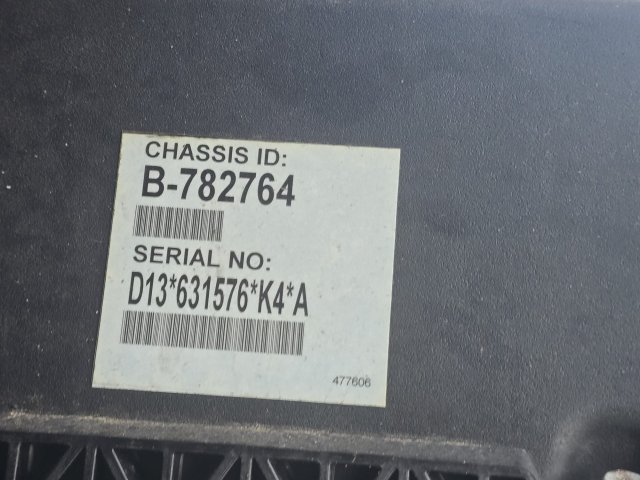 CHASSIS ID:
B-782764
SERIAL NO:
D13*631576*K4*A
477606